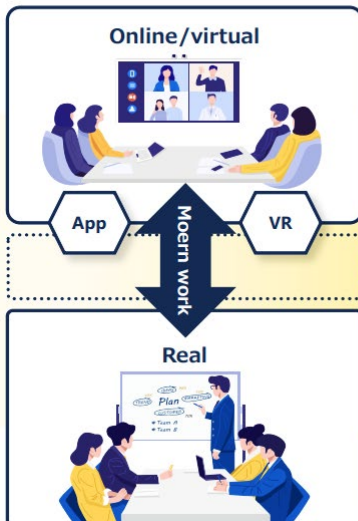 Online/virtual
App
Moern work
VR
Real
Plan
Team A
Team B